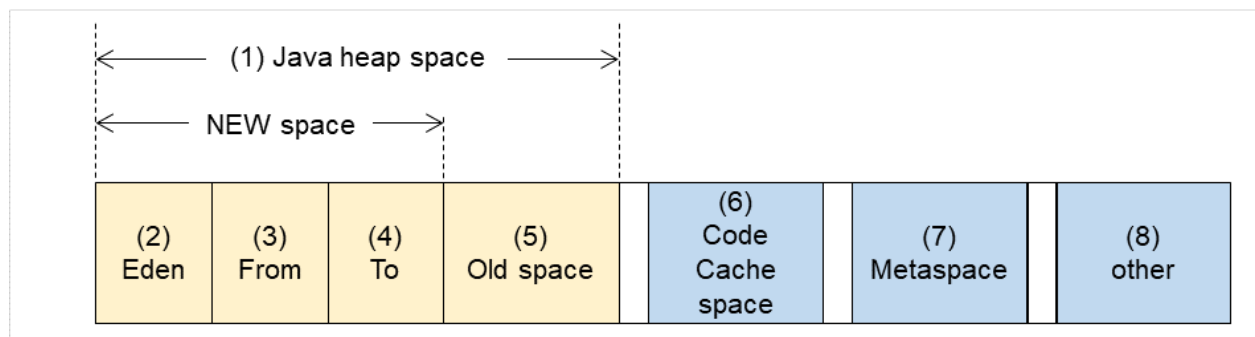 (1) Java heap space
NEW space
(2)
Eden
(3)
From
(4)
To
(5)
Old space
(6)
Code
Cache
space
(7)
Metaspace
(8)
other